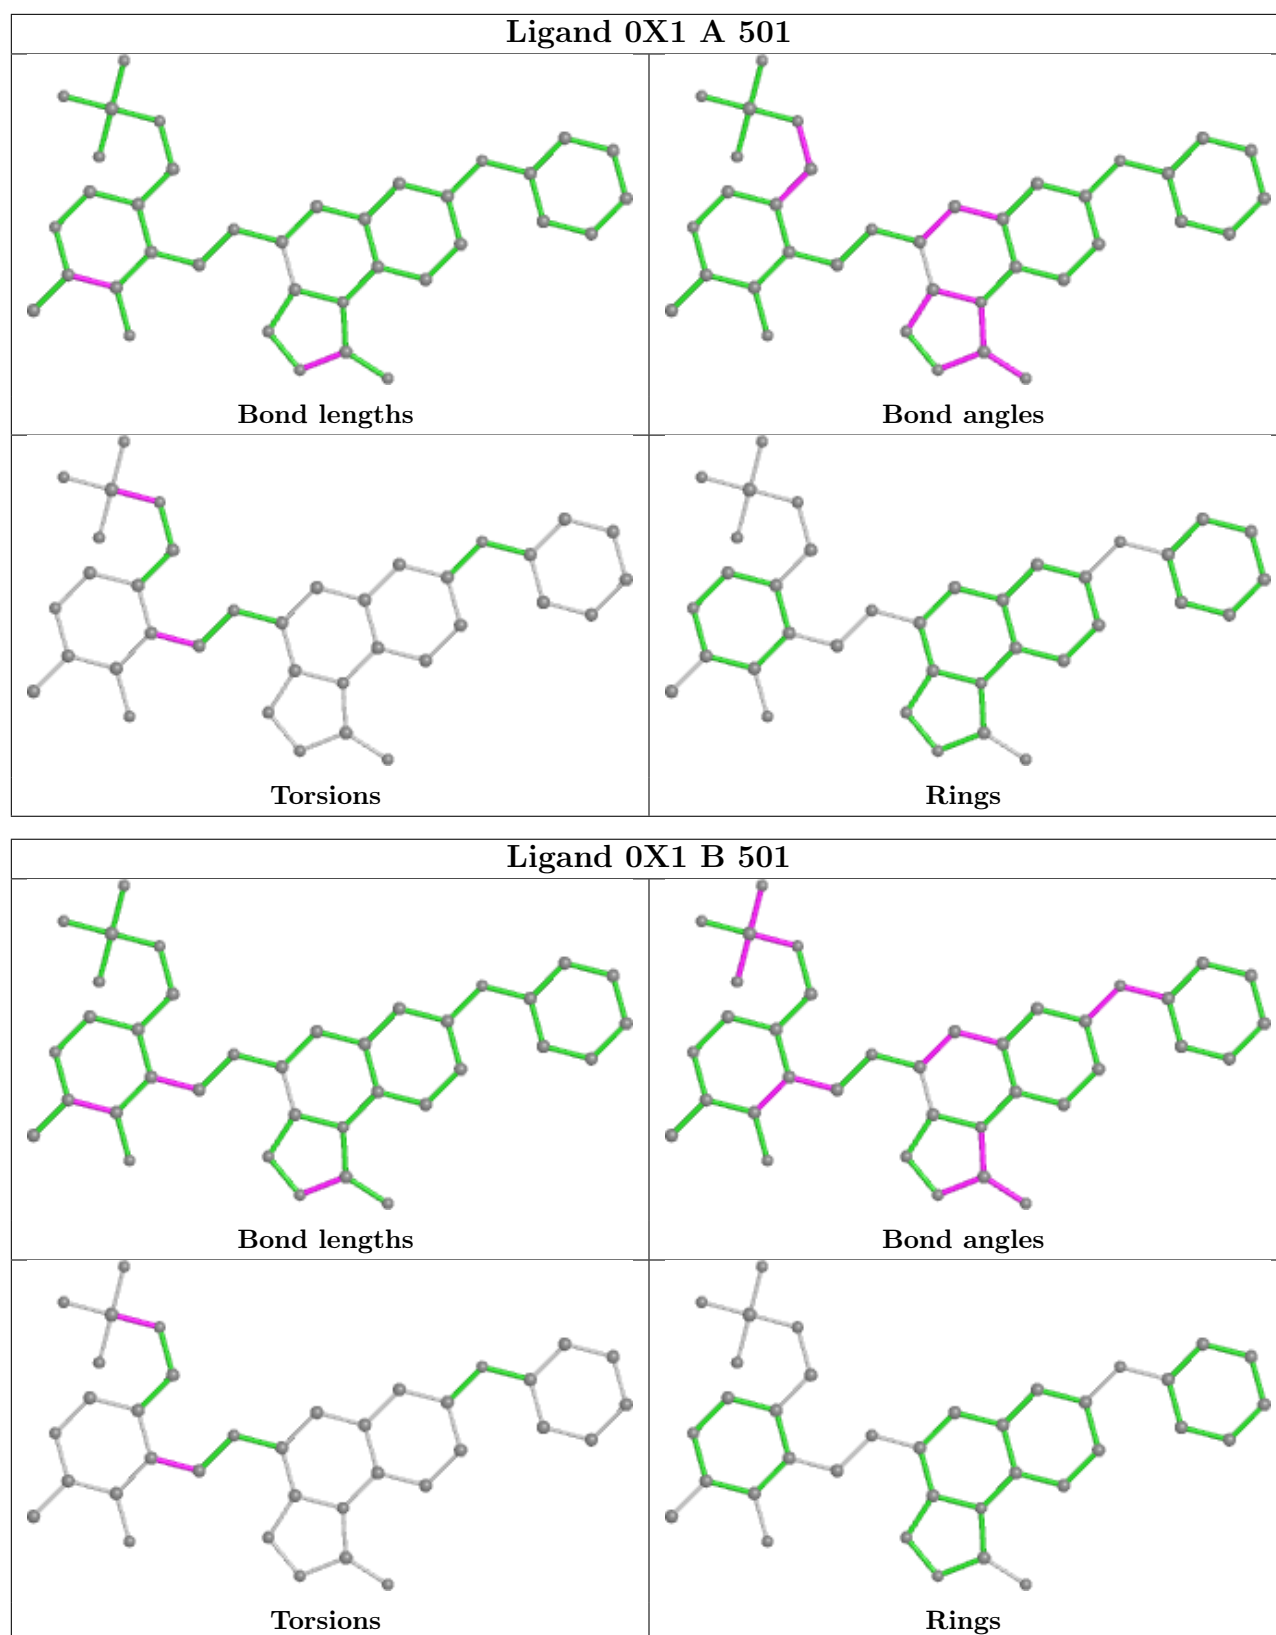 Ligand 0X1 A 501
Bond lengths
Bond angles
Torsions
Rings
Ligand 0X1 B 501
Bond lengths
Bond angles
Torsions
Rings